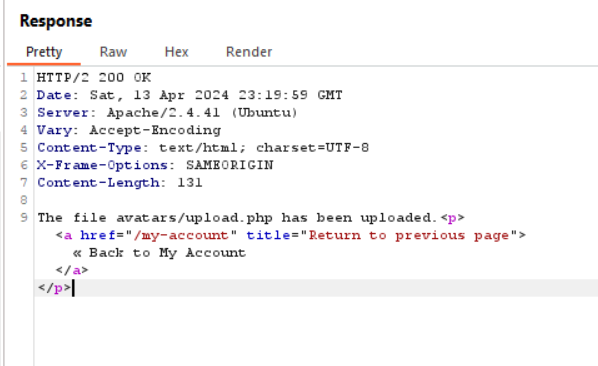 Response
Pretty Raw Hex Render
1 HTTP/2 200 OK
2 Date: Sat, 13 Apr 2024 23:19:59 GMT
3 Server: Apache/2.4.41 (Ubuntu)
4 Vary: Accept-Encoding
5 Content-Type: text/html; charset=UTF-8
6 X-Frame-Options: SAMEORIGIN
7 Content-Length: 131
8
9 The file avatars/upload.php has been uploaded.<p>
<a href="/my-account" title="Return to previous page">
« Back to My Account
</a>
</p>